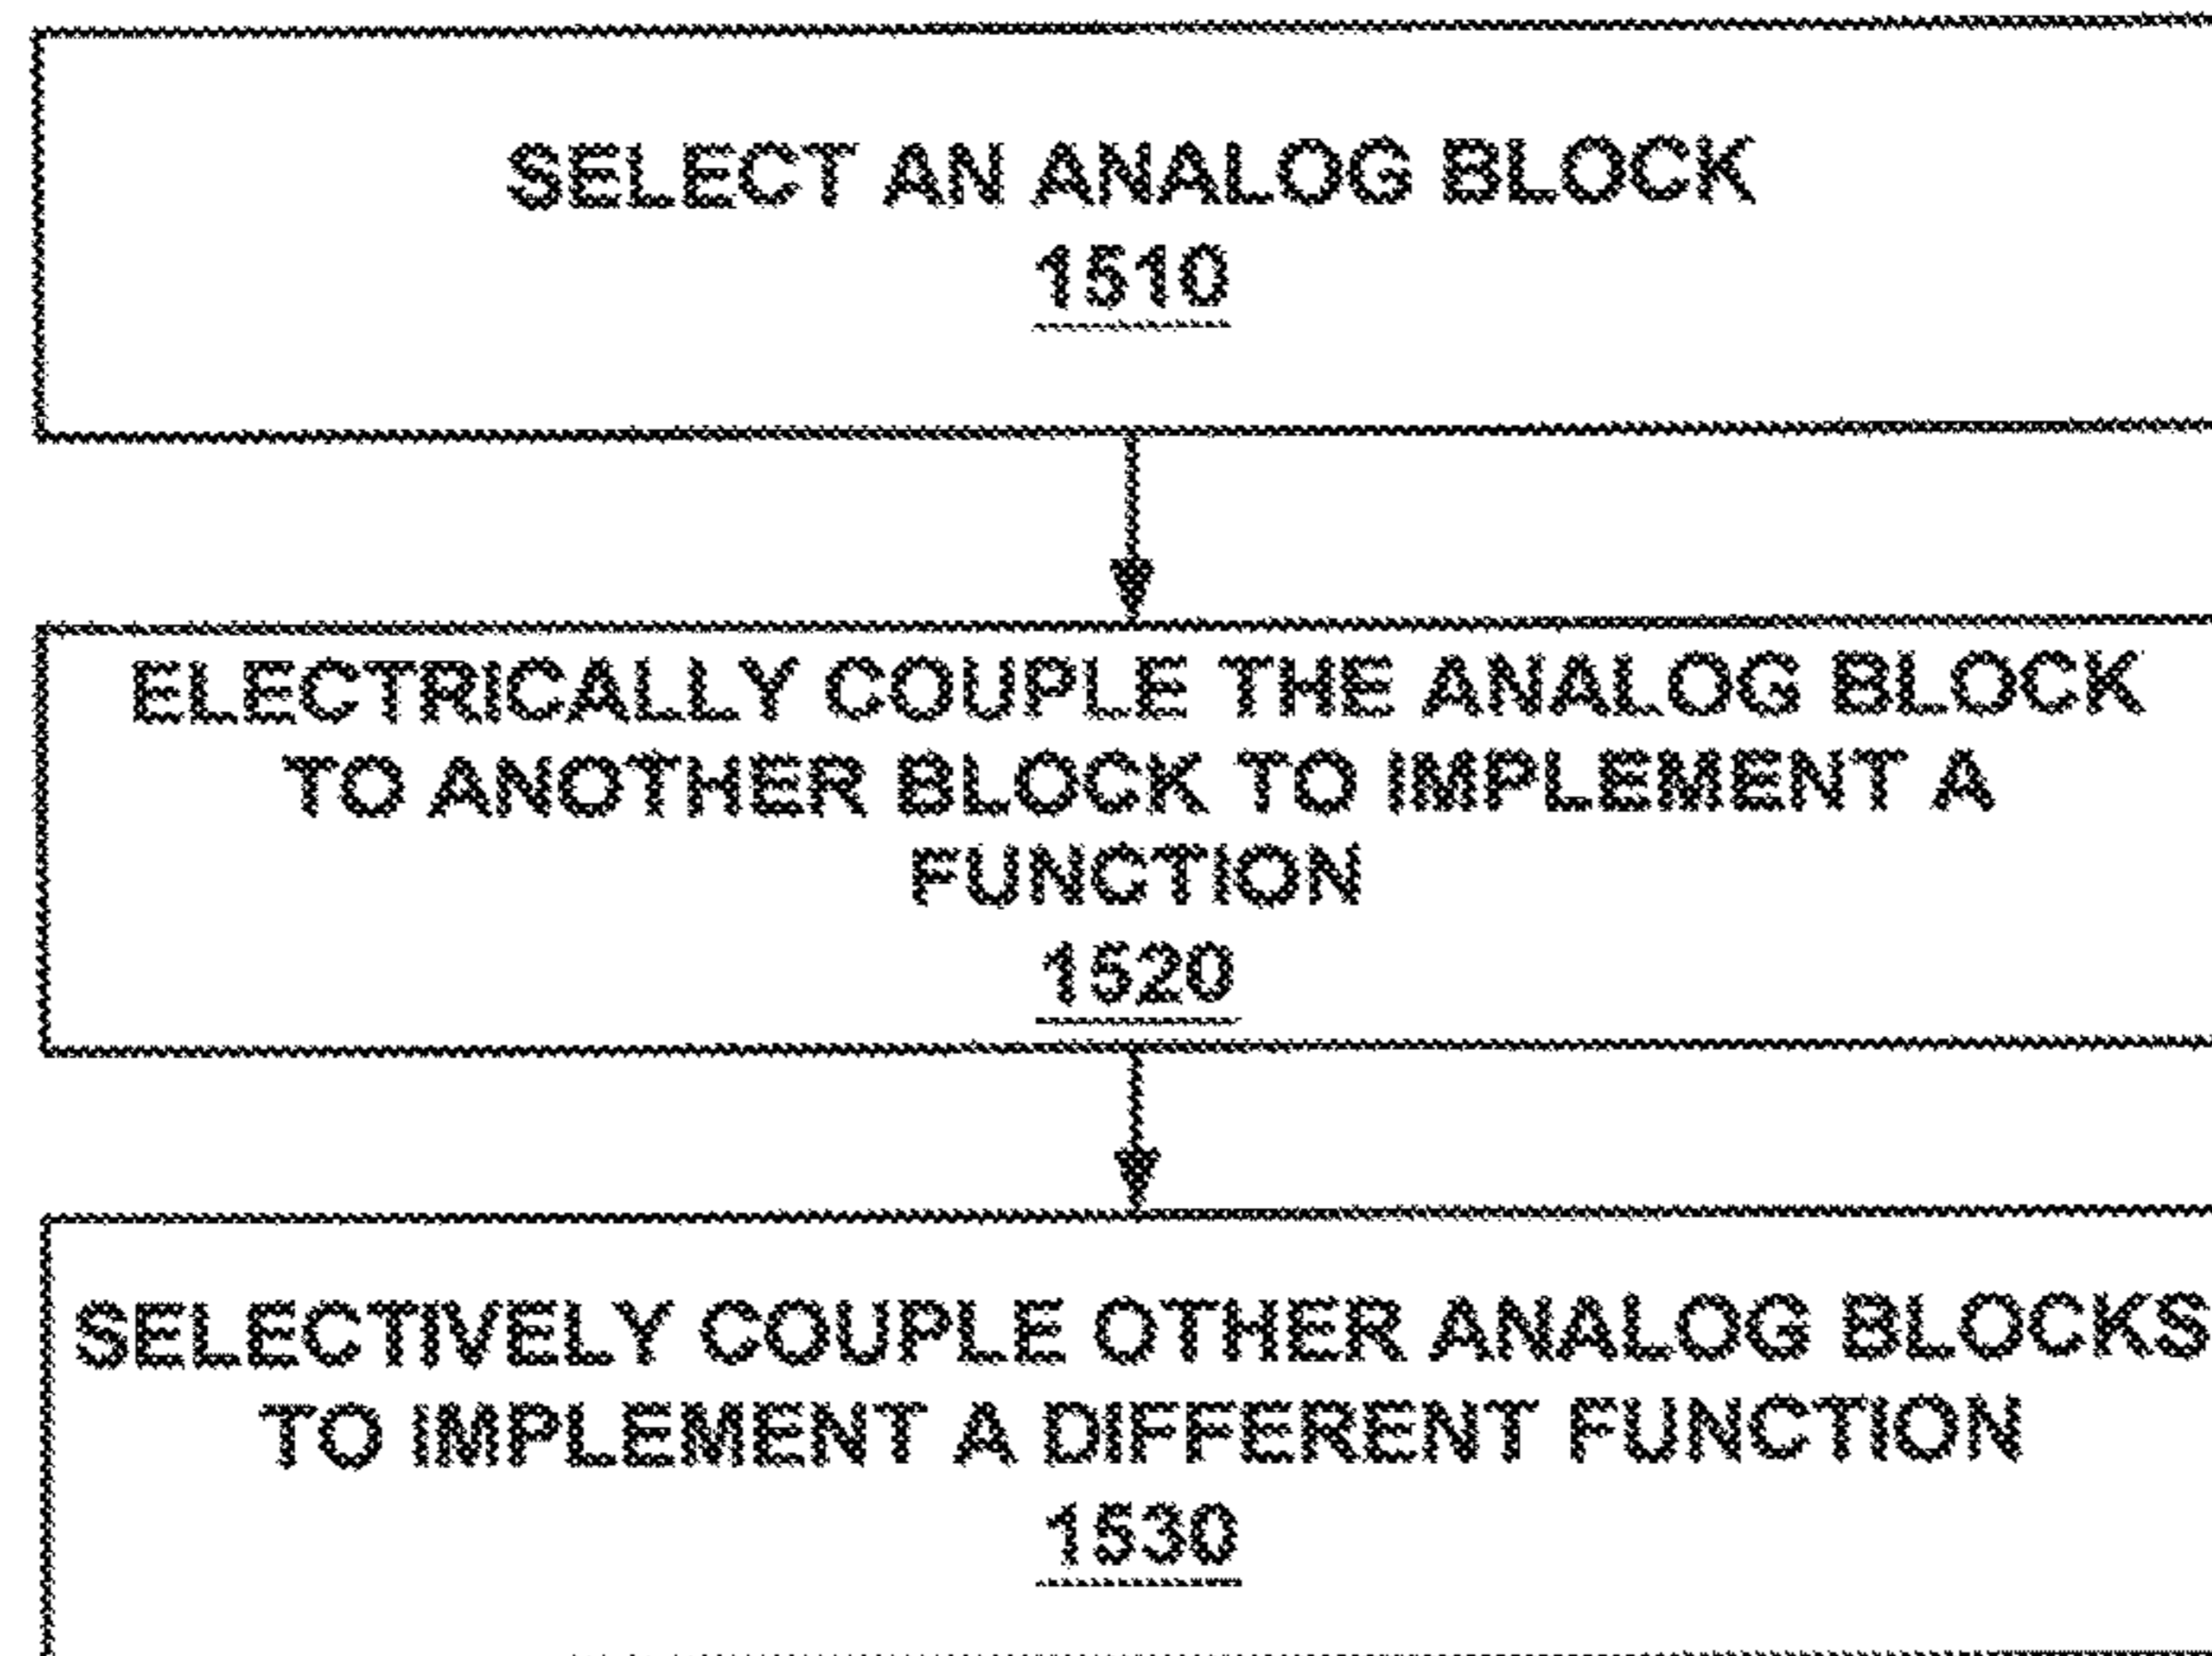 SELECT AN ANALOG BLOCK
1510
ELECTRICALLY COUPLE THE ANALOG BLOCK
TO ANOTHER BLOCK TO IMPLEMENT A
FUNCTION
1520
SELECTIVELY COUPLE OTHER ANALOG BLOCKS
TO IMPLEMENT A DIFFERENT FUNCTION
1530